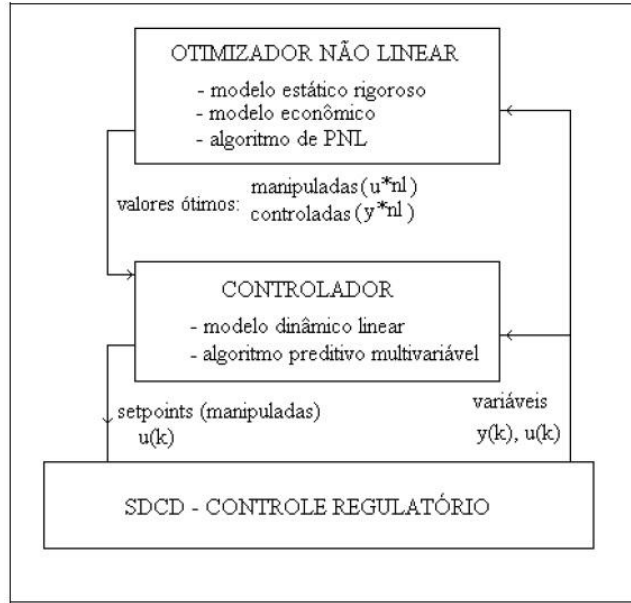 OTIMIZADOR NÃO LINEAR
- modelo estático rigoroso
- modelo econômico
- algoritmo de PNL
valores ótimos: manipuladas (u*nl)
controladas (y*nl)
CONTROLADOR
- modelo dinâmico linear
- algoritmo preditivo multivariável
setpoints (manipuladas)
u(k)
variáveis
y(k), u(k)
SDCD - CONTROLE REGULATÓRIO